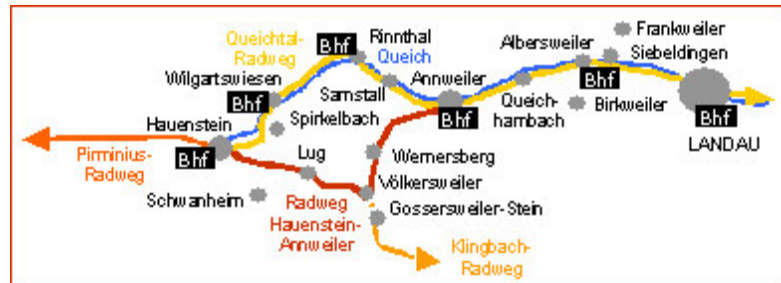 Frankweiler
Queichtal-
Radweg
Bhf
Rinnthal
Queich
Albersweiler
Siebeldingen
Wilgartswiesen
Annweiler
Bhf
Sarnstall
Bhf
Queich-
hambach
Birkweiler
Bhf
LANDAU
Hauenstein
Spirkelbach
Bhf
Bhf
Pirminius-
Radweg
Lug
Wernersberg
Völkersweiler
Schwanheim
Radweg
Hauenstein-
Annweiler
Gossersweiler-Stein
Klingbach-
Radweg